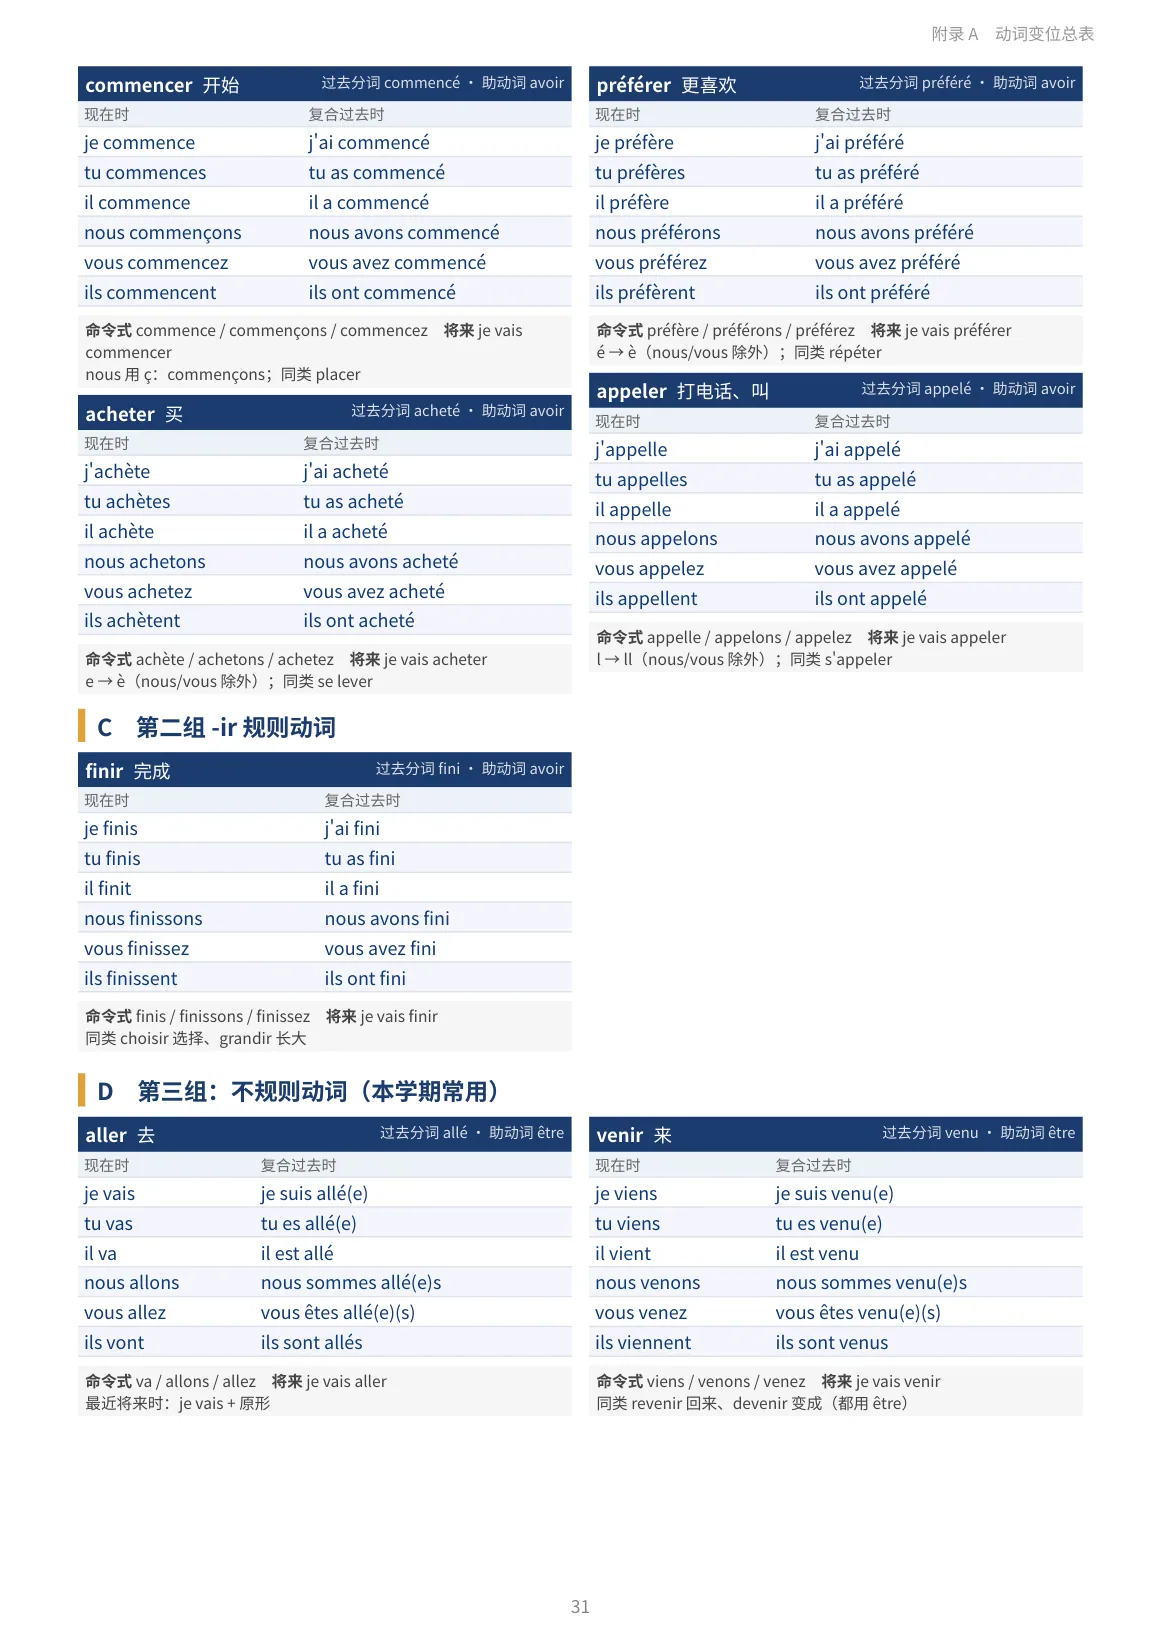 附录 A 动词变位总表
commencer 开始 过去分词 commencé · 助动词 avoir
现在时 复合过去时
je commence j'ai commencé
tu commences tu as commencé
il commence il a commencé
nous commençons nous avons commencé
vous commencez vous avez commencé
ils commencent ils ont commencé
命令式 commence / commençons / commencez 将来 je vais
commencer
nous 用 ç：commençons；同类 placer
préférer 更喜欢 过去分词 préféré · 助动词 avoir
现在时 复合过去时
je préfère j'ai préféré
tu préfères tu as préféré
il préfère il a préféré
nous préférons nous avons préféré
vous préférez vous avez préféré
ils préfèrent ils ont préféré
命令式 préfère / préférons / préférez 将来 je vais préférer
é → è（nous/vous 除外）；同类 répéter
acheter 买 过去分词 acheté · 助动词 avoir
现在时 复合过去时
j'achète j'ai acheté
tu achètes tu as acheté
il achète il a acheté
nous achetons nous avons acheté
vous achetez vous avez acheté
ils achètent ils ont acheté
命令式 achète / achetons / achetez 将来 je vais acheter
e → è（nous/vous 除外）；同类 se lever
appeler 打电话、叫 过去分词 appelé · 助动词 avoir
现在时 复合过去时
j'appelle j'ai appelé
tu appelles tu as appelé
il appelle il a appelé
nous appelons nous avons appelé
vous appelez vous avez appelé
ils appellent ils ont appelé
命令式 appelle / appelons / appelez 将来 je vais appeler
l → ll（nous/vous 除外）；同类 s'appeler
C 第二组 -ir 规则动词
finir 完成 过去分词 fini · 助动词 avoir
现在时 复合过去时
je finis j'ai fini
tu finis tu as fini
il finit il a fini
nous finissons nous avons fini
vous finissez vous avez fini
ils finissent ils ont fini
命令式 finis / finissons / finissez 将来 je vais finir
同类 choisir 选择、grandir 长大
D 第三组：不规则动词（本学期常用）
aller 去 过去分词 allé · 助动词 être
现在时 复合过去时
je vais je suis allé(e)
tu vas tu es allé(e)
il va il est allé
nous allons nous sommes allé(e)s
vous allez vous êtes allé(e)(s)
ils vont ils sont allés
命令式 va / allons / allez 将来 je vais aller
最近将来时：je vais + 原形
venir 来 过去分词 venu · 助动词 être
现在时 复合过去时
je viens je suis venu(e)
tu viens tu es venu(e)
il vient il est venu
nous venons nous sommes venu(e)s
vous venez vous êtes venu(e)(s)
ils viennent ils sont venus
命令式 viens / venons / venez 将来 je vais venir
同类 revenir 回来、devenir 变成（都用 être）
31